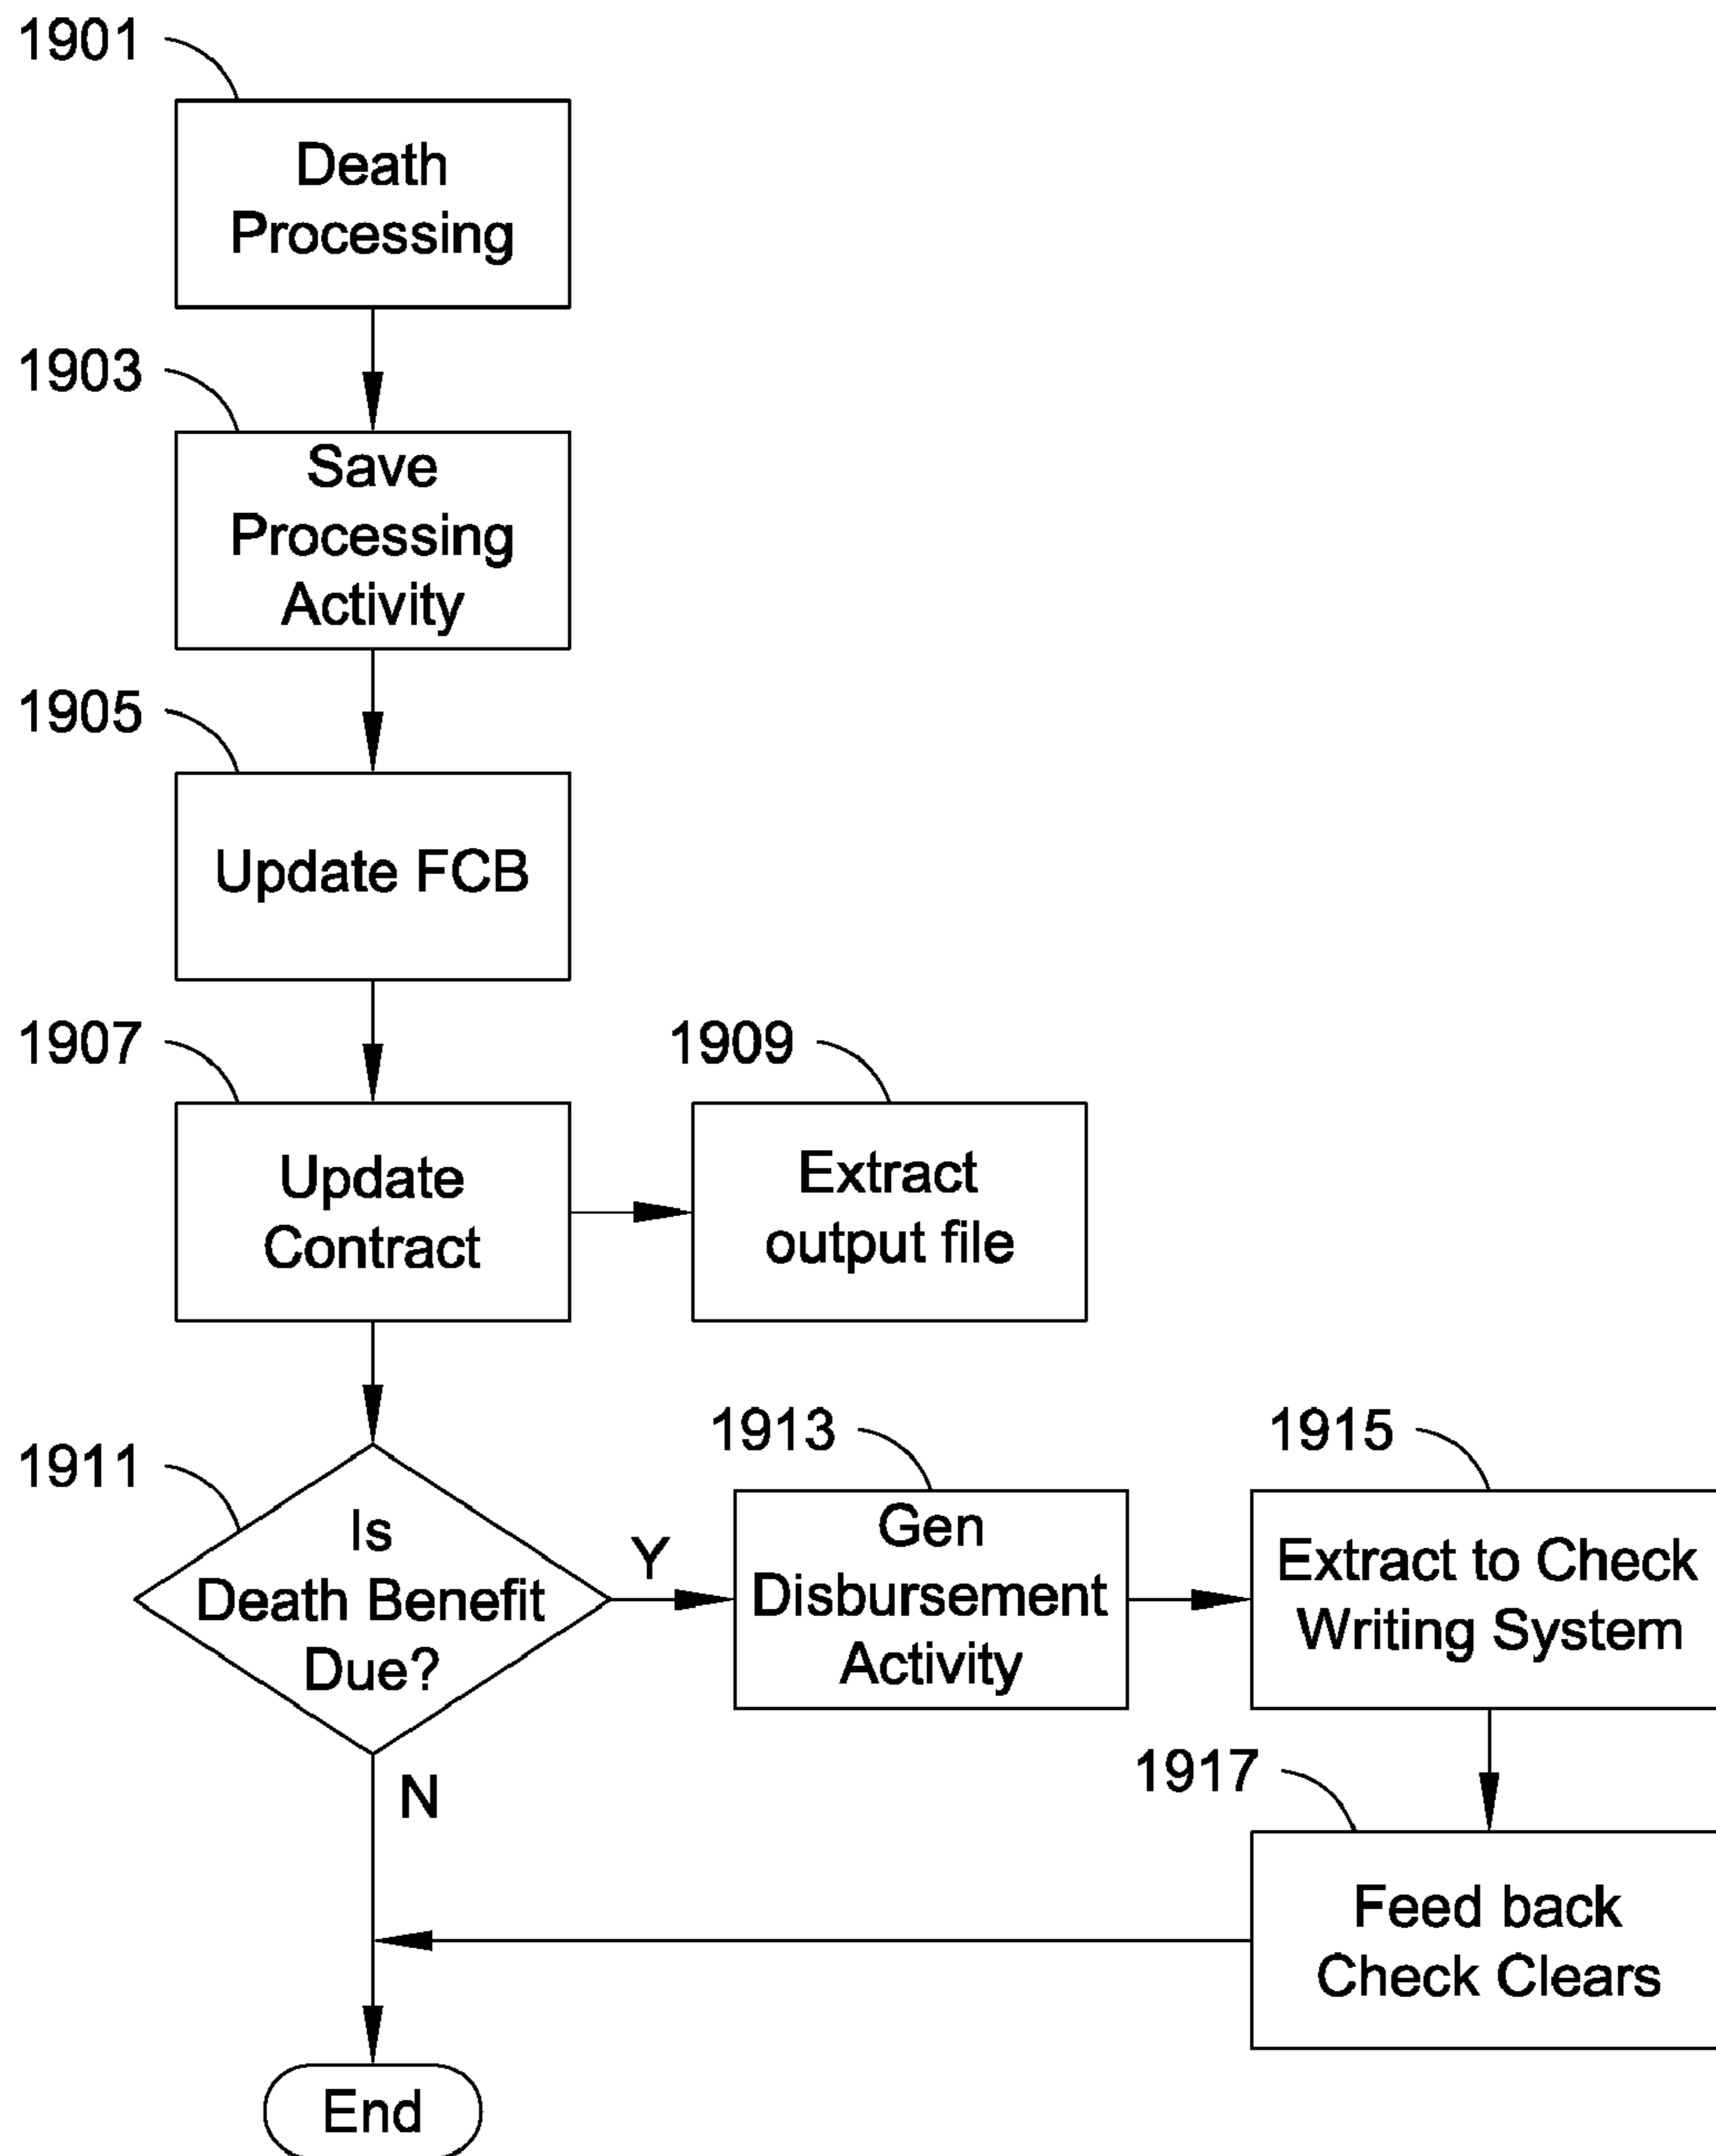 1901
Death
Processing
1903
Save
Processing
Activity
1905
Update FCB
1907
Update
Contract
1909
Extract
output file
1911
Is
Death Benefit
Due?
Y
N
1913
Gen
Disbursement
Activity
1915
Extract to Check
Writing System
1917
Feed back
Check Clears
End